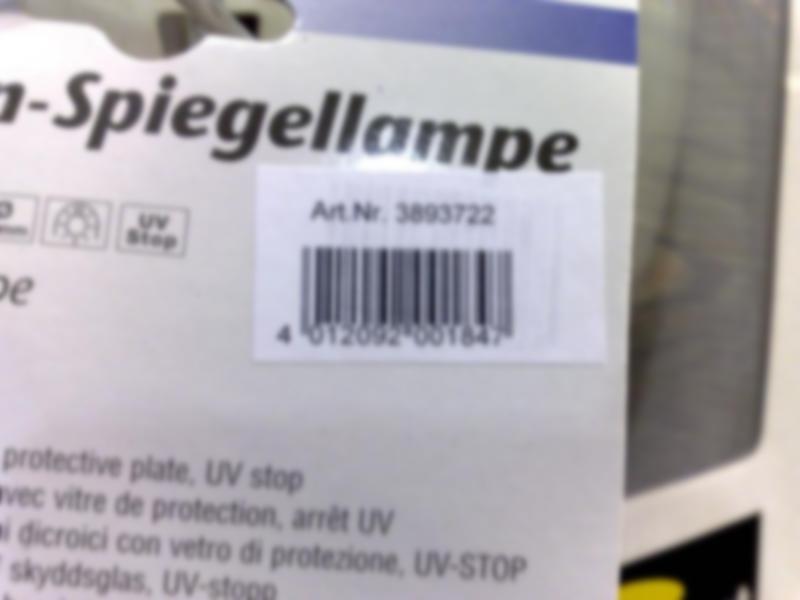 n-Spiegellampe
UV
Stop
Art.Nr. 3893722
4 012092 001847
pe
protective plate, UV stop
avec vitre de protection, arrêt UV
i dicroici con vetro di protezione, UV-STOP
skyddsglas, UV-stopp